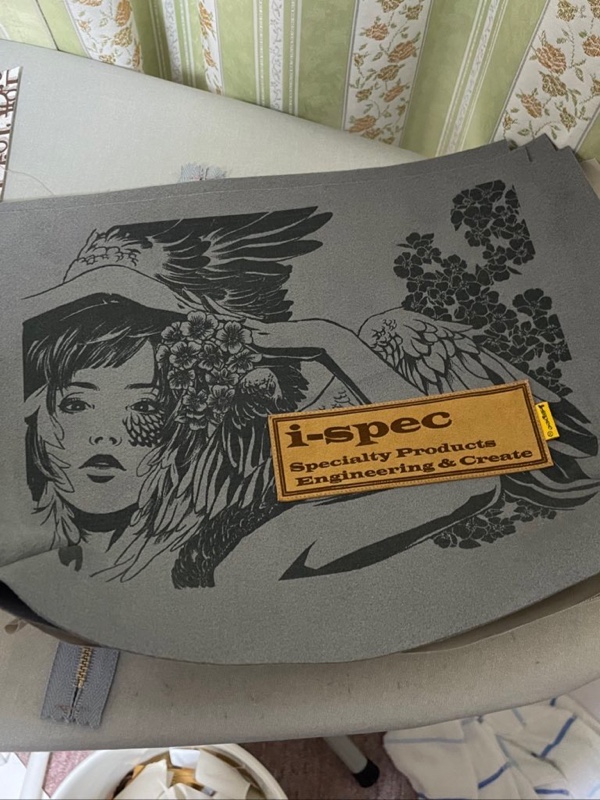 i-spec
Specialty Products
Engineering & Create